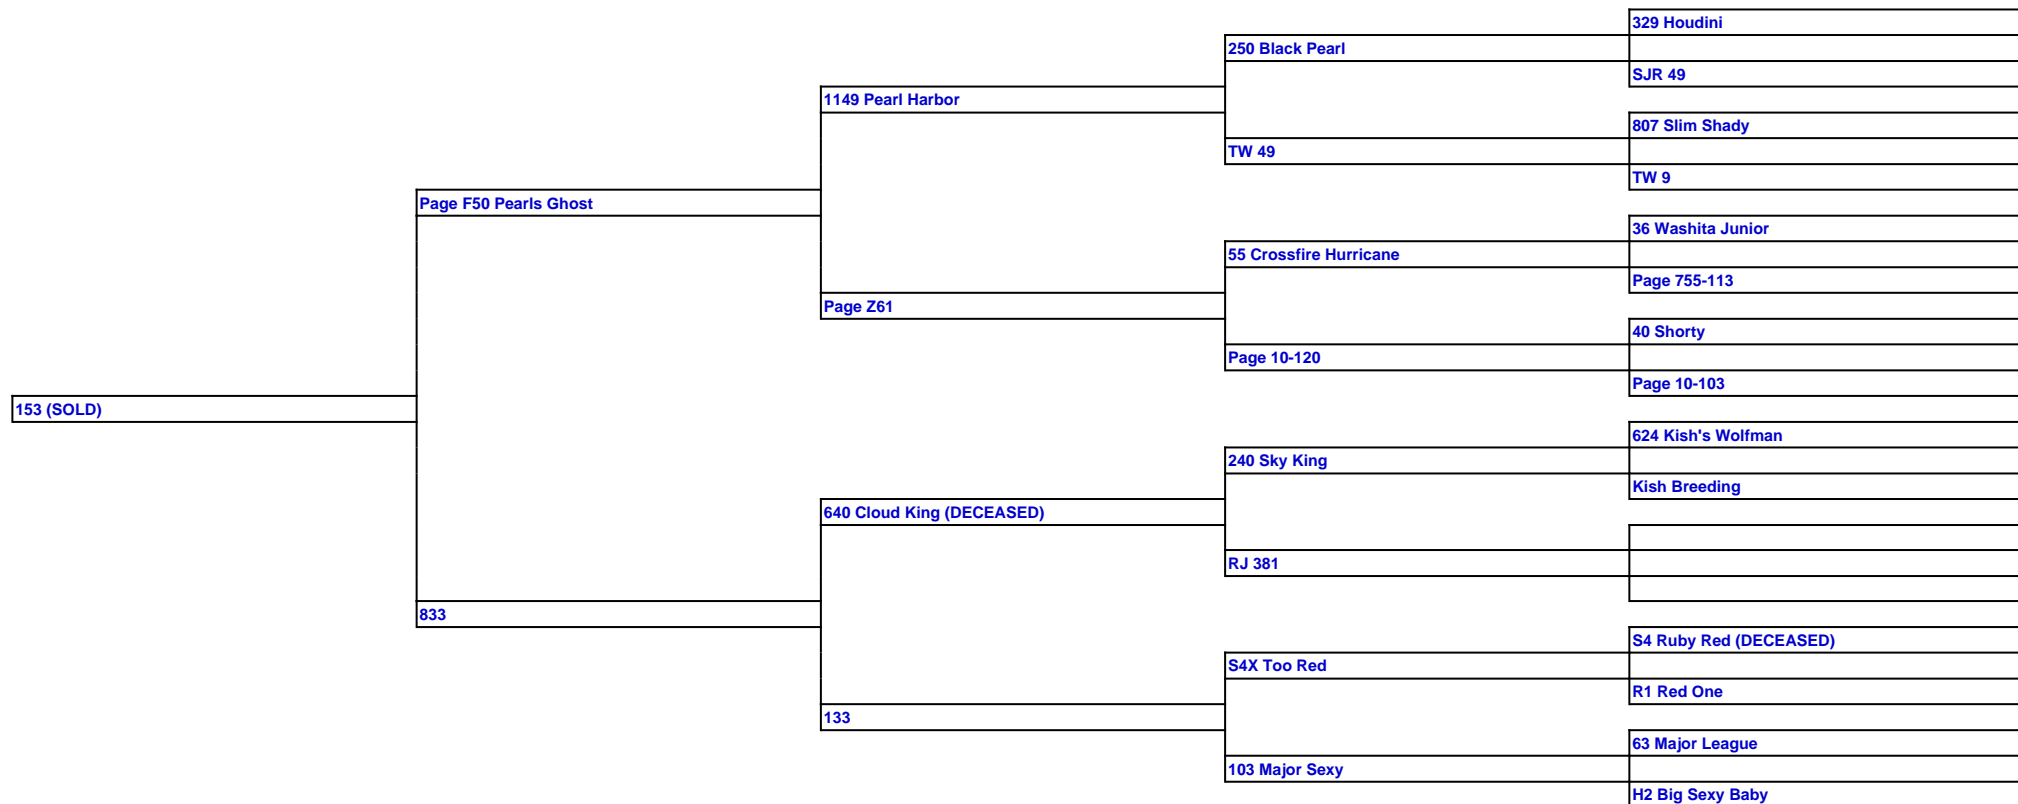 329 Houdini
250 Black Pearl
SJR 49
1149 Pearl Harbor
807 Slim Shady
TW 49
TW 9
Page F50 Pearls Ghost
36 Washita Junior
55 Crossfire Hurricane
Page 755-113
Page Z61
40 Shorty
Page 10-120
Page 10-103
153 (SOLD)
624 Kish's Wolfman
240 Sky King
Kish Breeding
640 Cloud King (DECEASED)
RJ 381
833
S4 Ruby Red (DECEASED)
S4X Too Red
R1 Red One
133
63 Major League
103 Major Sexy
H2 Big Sexy Baby